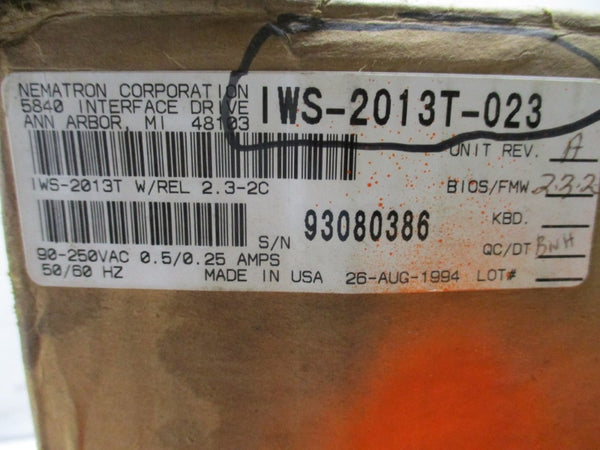 NEMATRON CORPORATION
5840 INTERFACE DRIVE
ANN ARBOR, MI 48103
IWS-2013T-023
UNIT REV. A
IWS-2013T W/REL 2.3-2C
BIOS/FMW 2.3.2
S/N 93080386
KBD.
QC/DT BNH
90-250VAC 0.5/0.25 AMPS
50/60 HZ MADE IN USA 26-AUG-1994 LOT#